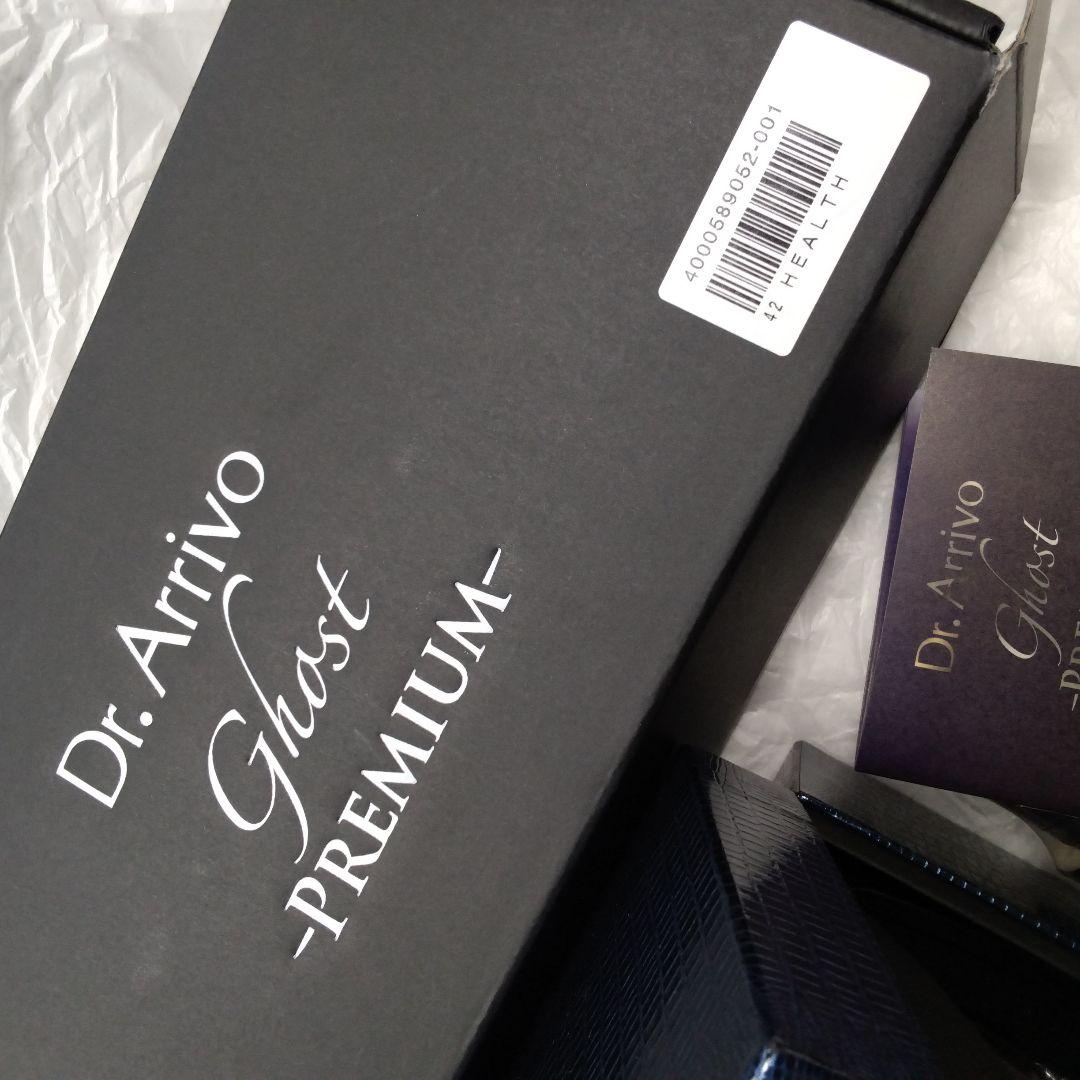 4000589052-001
42 HEALTH
Dr. Arrivo
Ghost
-PREMIUM-
Dr. Arrivo
Ghost